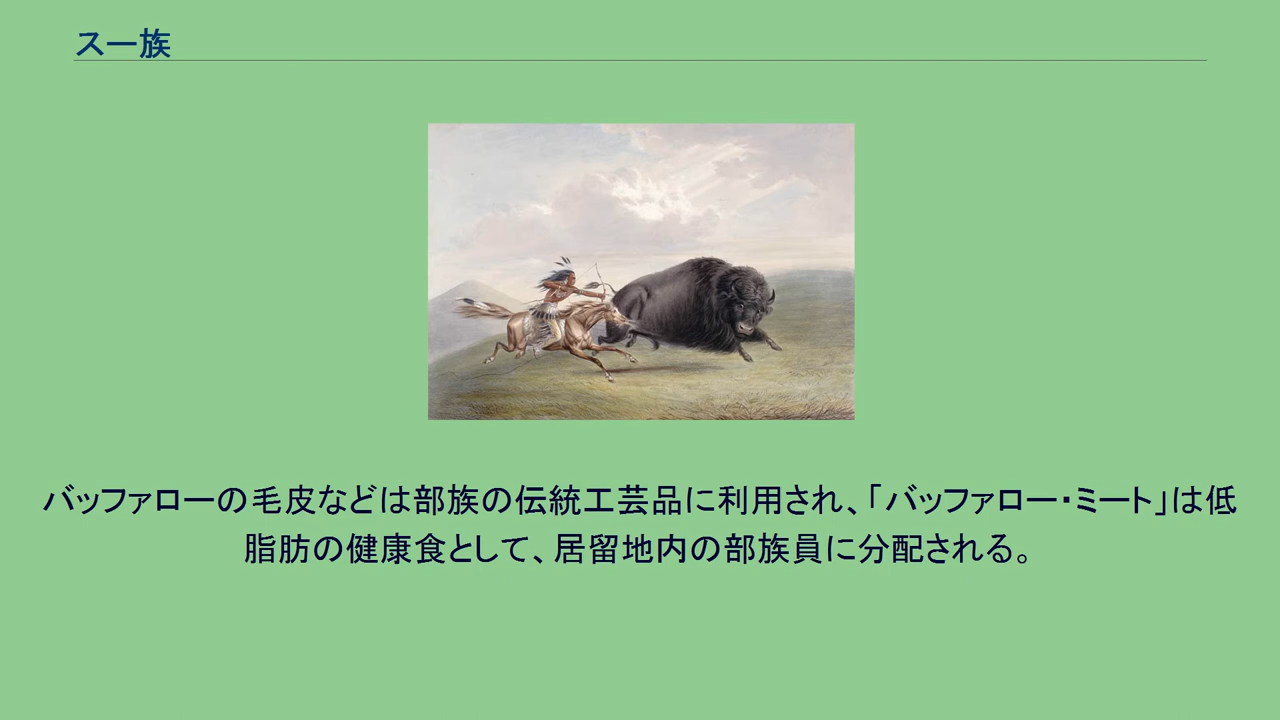 スー族
バッファローの毛皮などは部族の伝統工芸品に利用され、「バッファロー・ミート」は低
脂肪の健康食として、居留地内の部族員に分配される。